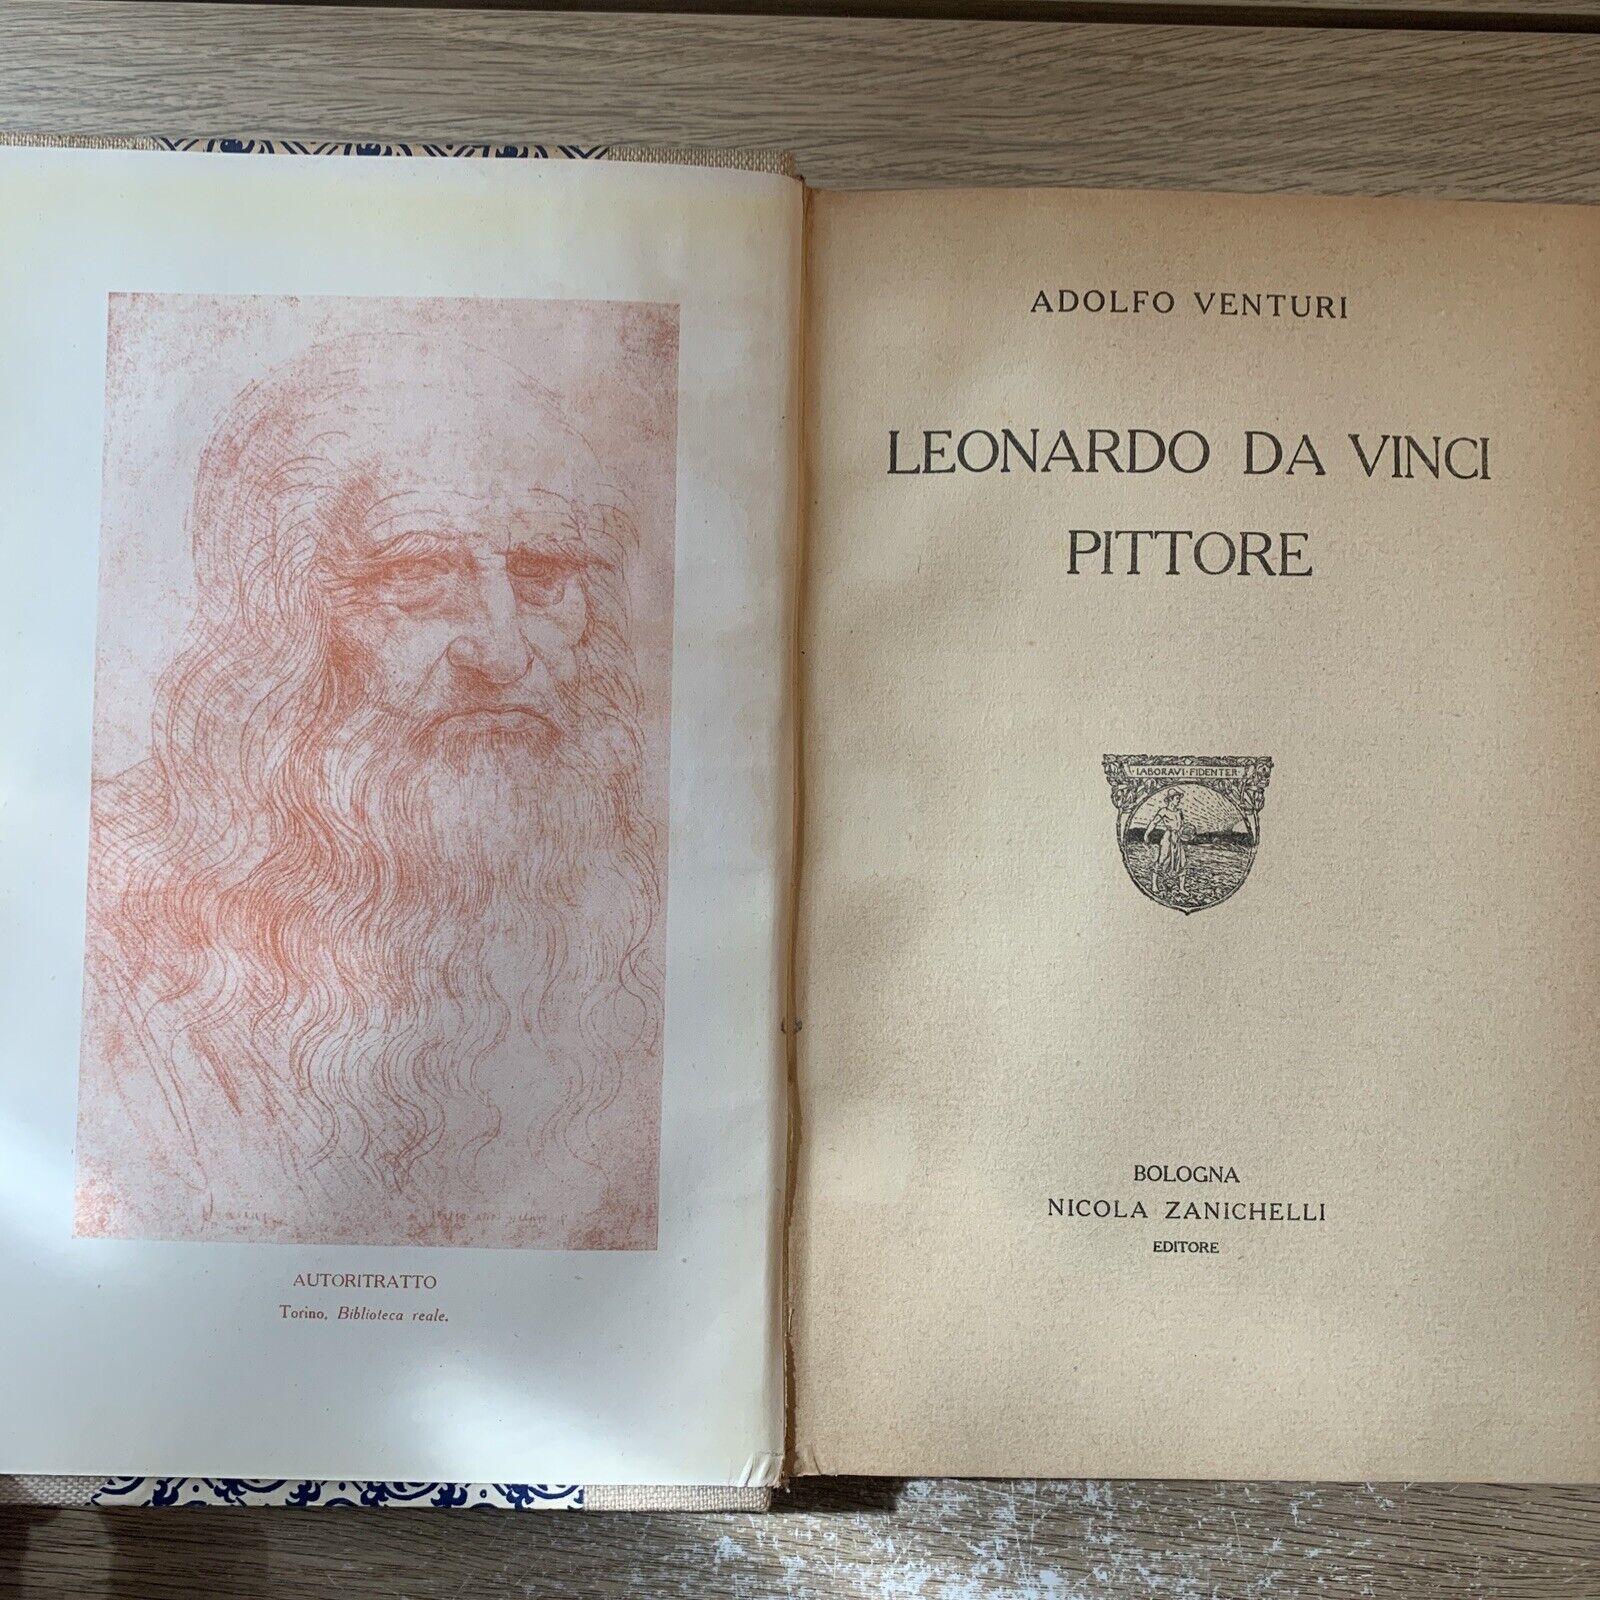 AUTORITRATTO
Torino, Biblioteca reale.
ADOLFO VENTURI
LEONARDO DA VINCI
PITTORE
·LABORAVI·FIDENTER·
BOLOGNA
NICOLA ZANICHELLI
EDITORE